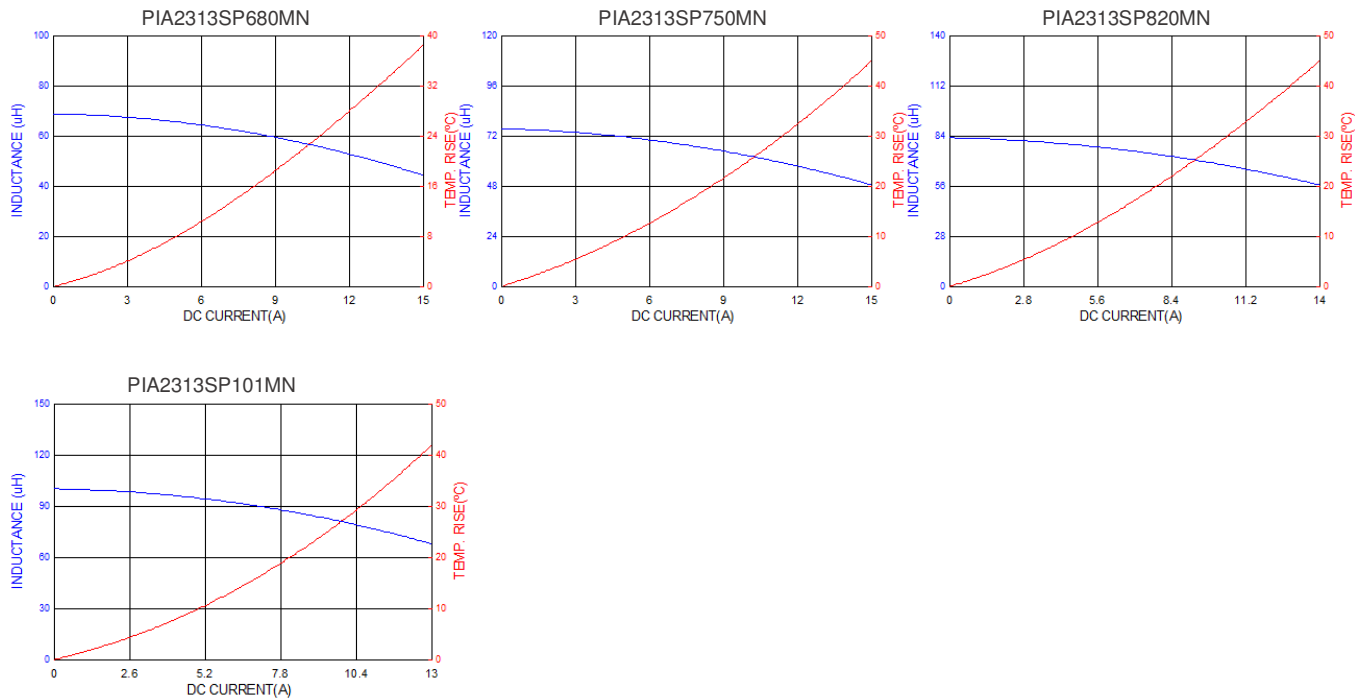 PIA2313SP680MN
100
80
60
40
20
0
INDUCTANCE (uH)
40
32
24
16
8
0
TEMP. RISE(ºC)
0 3 6 9 12 15
DC CURRENT(A)
PIA2313SP750MN
120
96
72
48
24
0
INDUCTANCE (uH)
50
40
30
20
10
0
TEMP. RISE(ºC)
0 3 6 9 12 15
DC CURRENT(A)
PIA2313SP820MN
140
112
84
56
28
0
INDUCTANCE (uH)
50
40
30
20
10
0
TEMP. RISE(ºC)
0 2.8 5.6 8.4 11.2 14
DC CURRENT(A)
PIA2313SP101MN
150
120
90
60
30
0
INDUCTANCE (uH)
50
40
30
20
10
0
TEMP. RISE(ºC)
0 2.6 5.2 7.8 10.4 13
DC CURRENT(A)